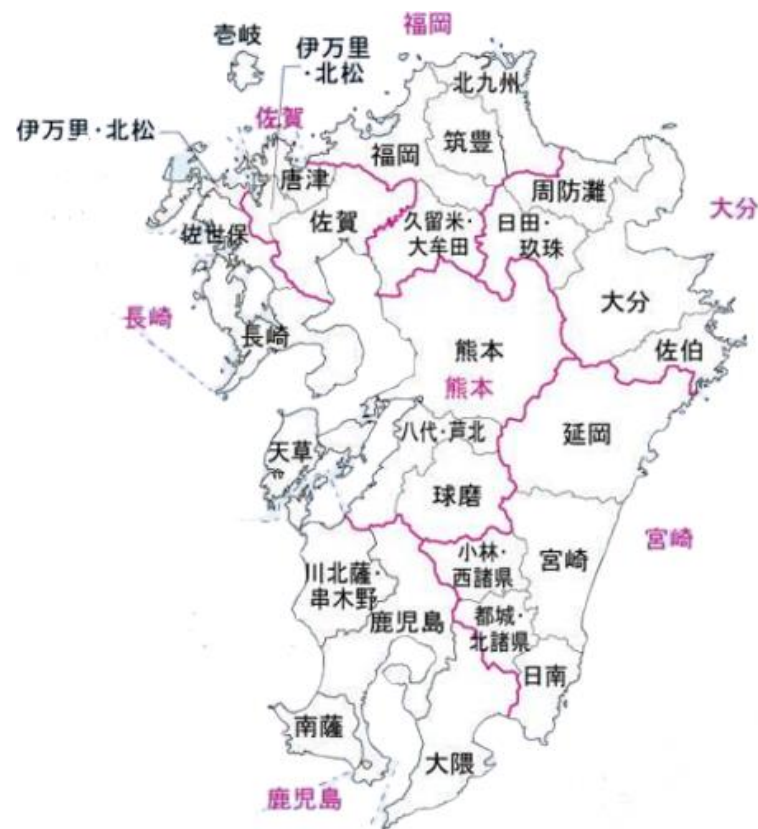 福岡
壱岐
伊万里
・北松
北九州
伊万里・北松
佐賀
筑豊
福岡
唐津
周防灘
大分
佐賀
久留米・
大牟田
日田・
玖珠
佐世保
大分
長崎
長崎
熊本
佐伯
熊本
八代・芦北
延岡
天草
球磨
宮崎
小林・
西諸県
宮崎
川北薩・
串木野
鹿児島
都城・
北諸県
日南
南薩
大隈
鹿児島